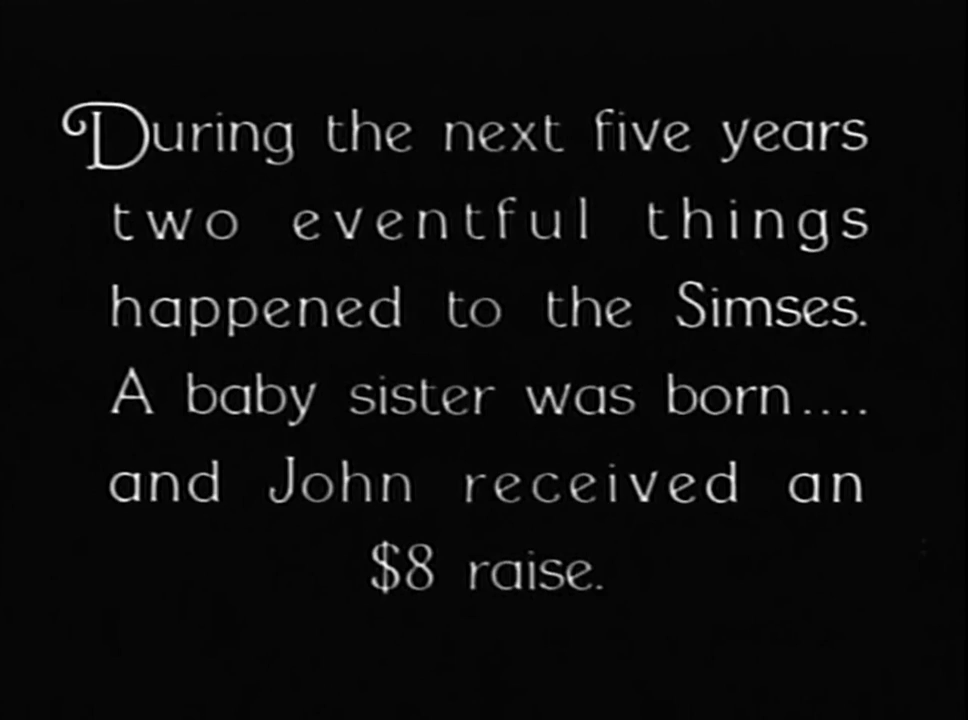 During the next five years
two eventful things
happened to the Simses.
A baby sister was born....
and John received an
$8 raise.